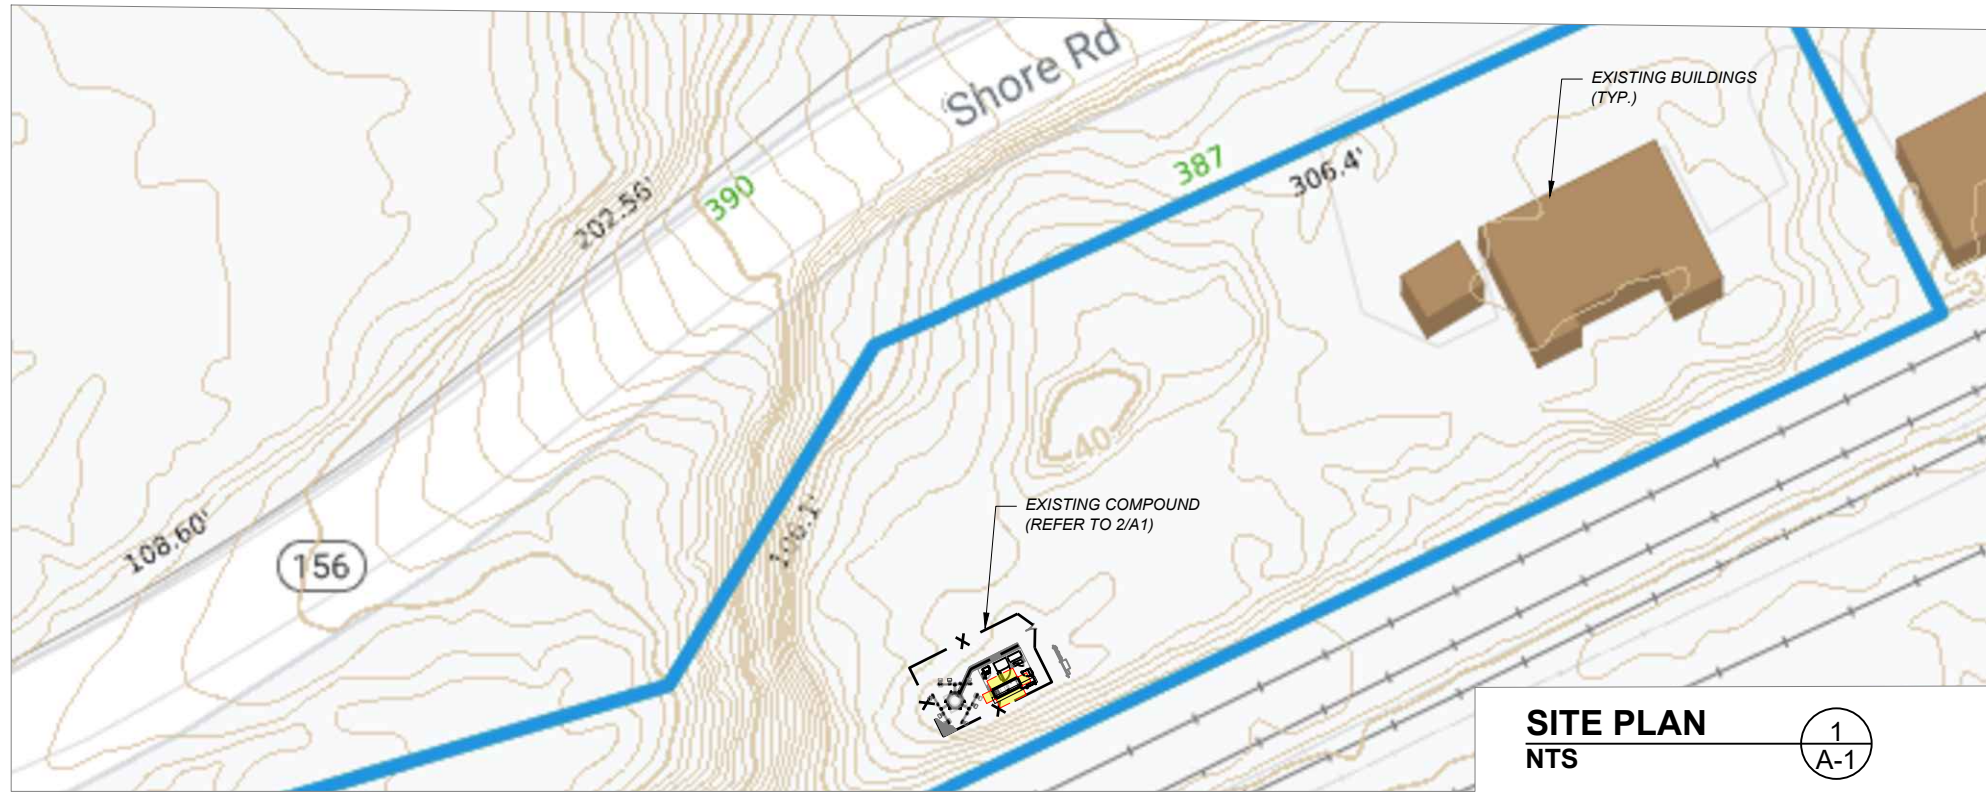 Shore Rd
EXISTING BUILDINGS
(TYP.)
387
306.4'
390
202.56'
40
EXISTING COMPOUND
(REFER TO 2/A1)
108.60'
156
SITE PLAN
NTS
1
A-1